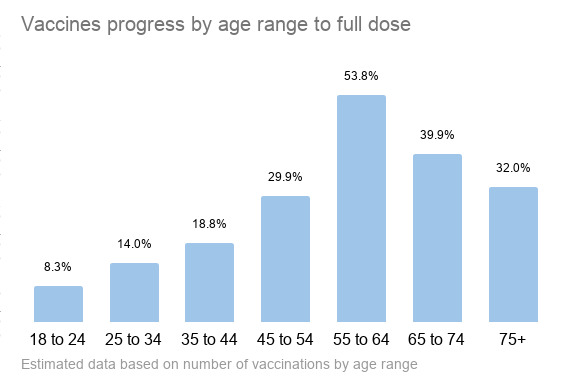 Vaccines progress by age range to full dose
53.8%
39.9%
32.0%
29.9%
18.8%
14.0%
8.3%
18 to 24 25 to 34 35 to 44 45 to 54 55 to 64 65 to 74 75+
Estimated data based on number of vaccinations by age range